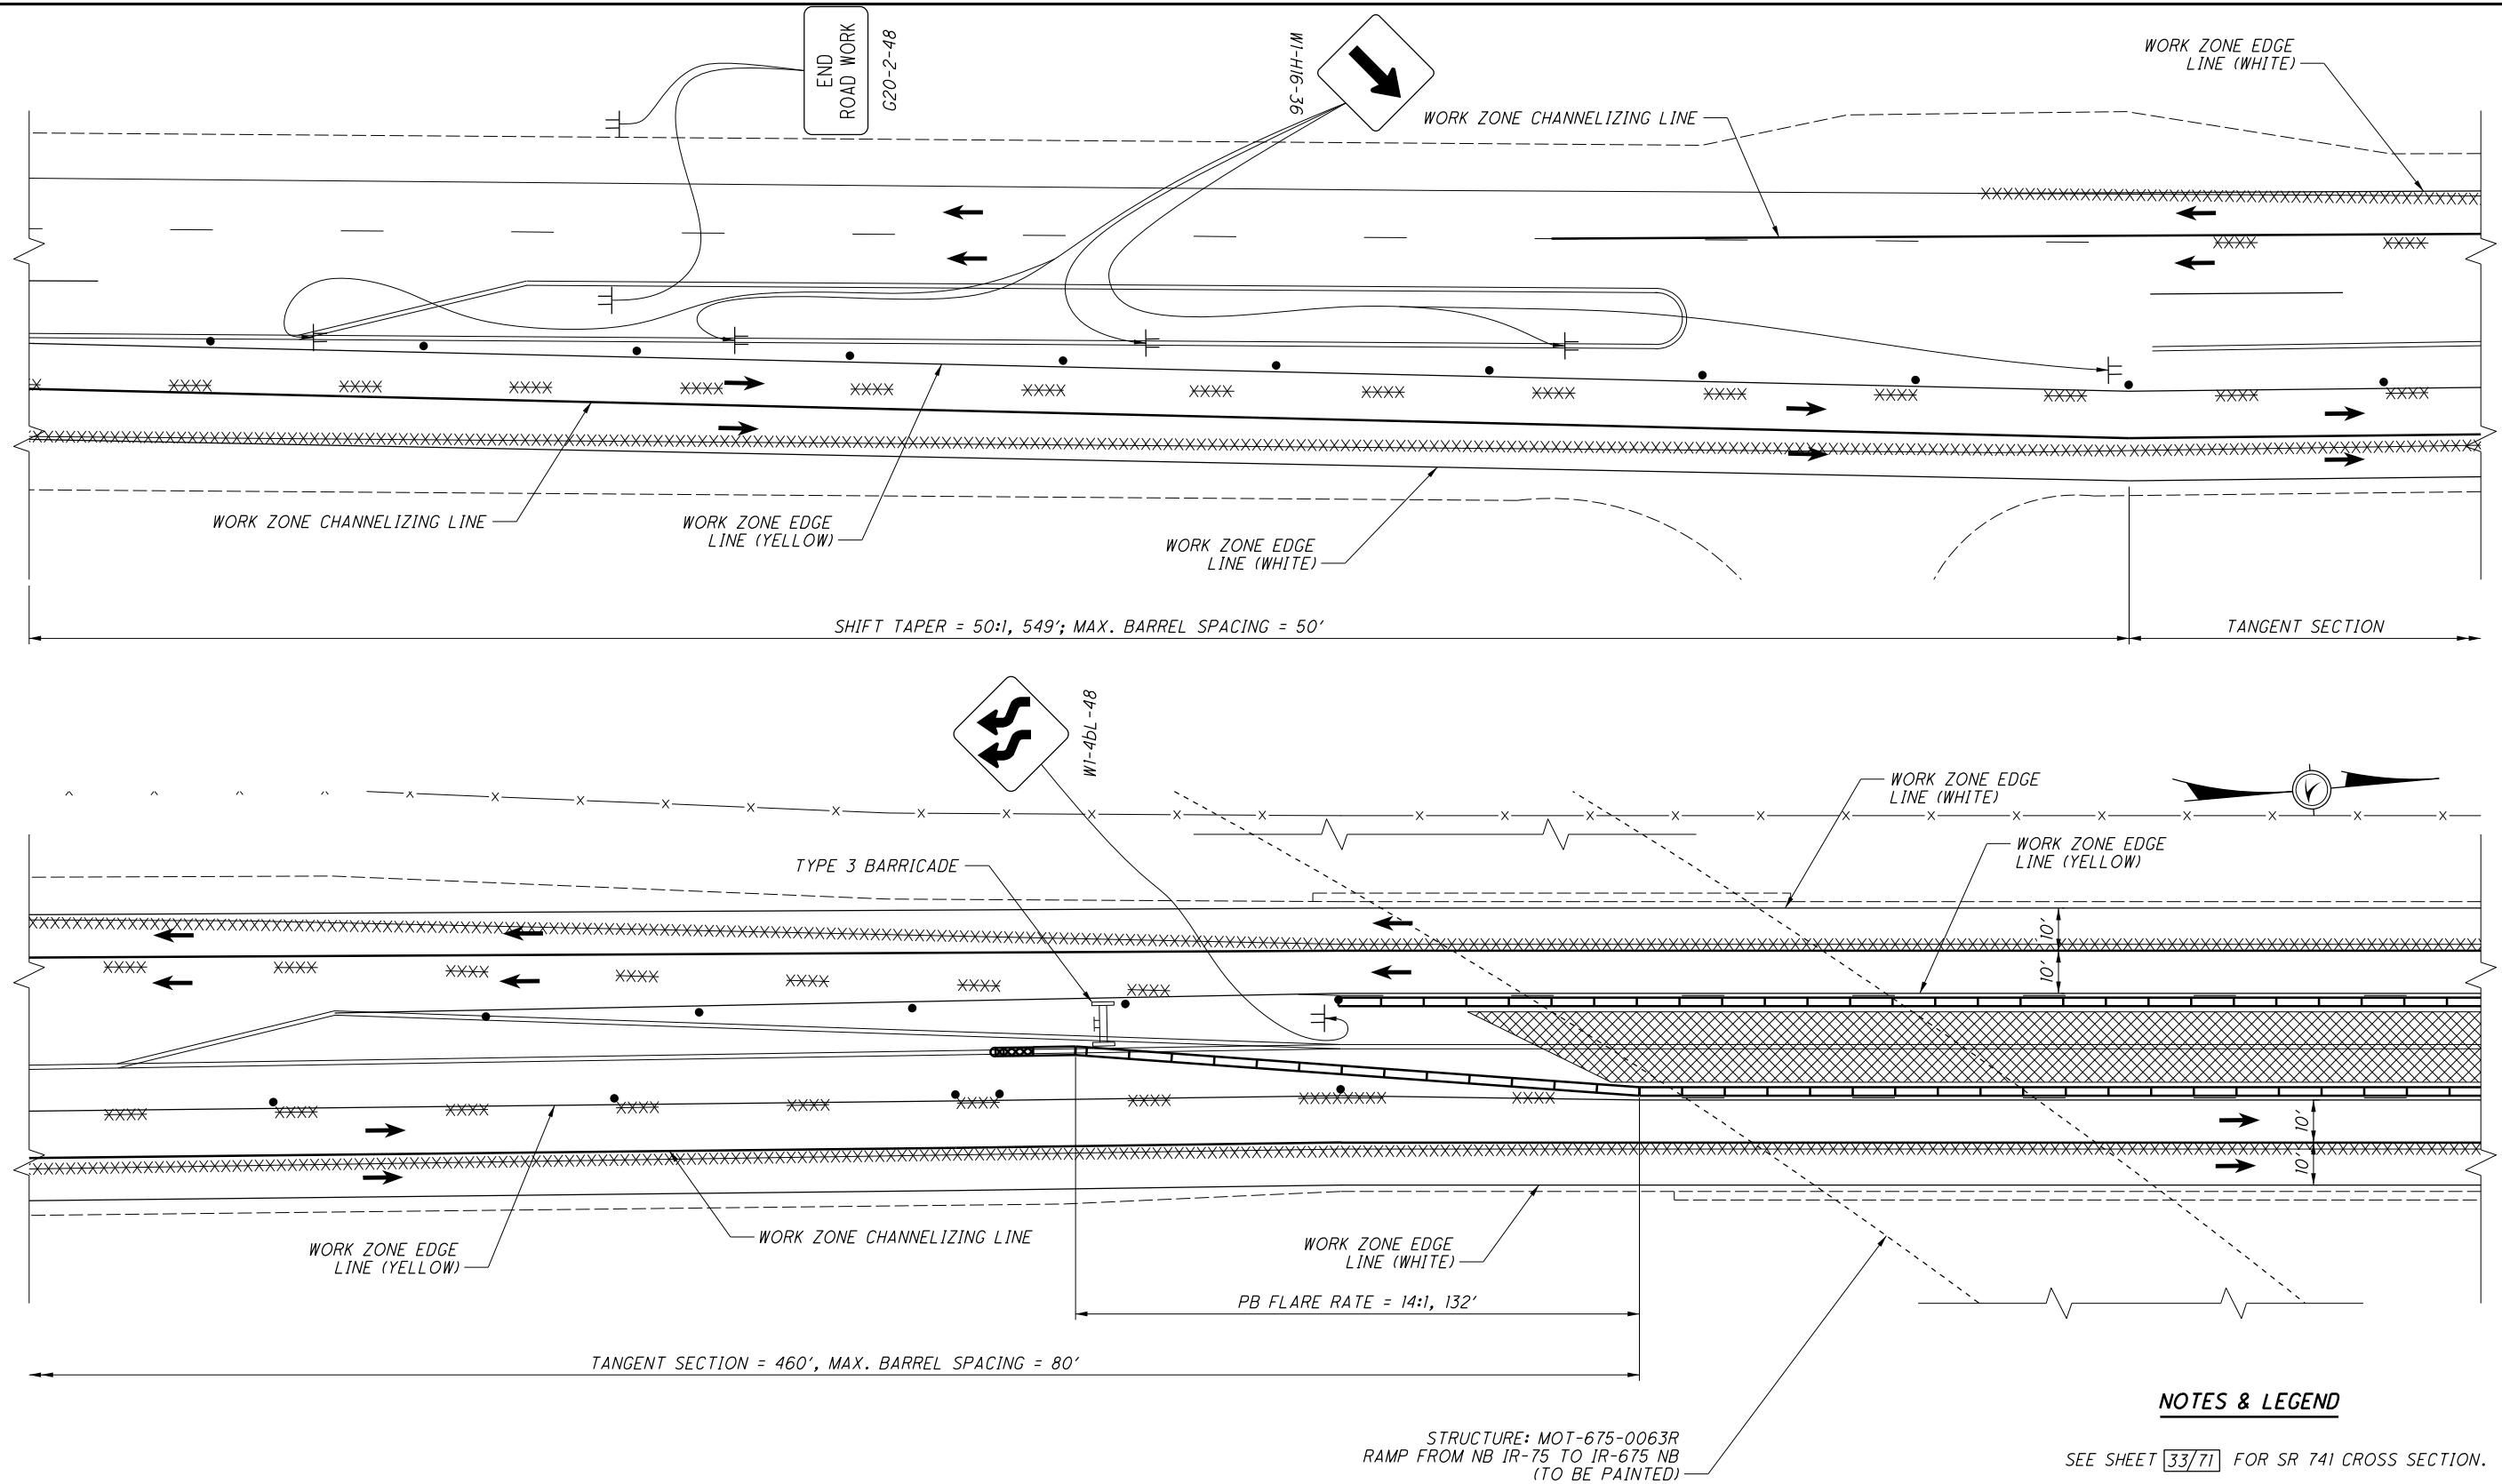 END
ROAD WORK
G20-2-48
W1-H16-36
WORK ZONE EDGE
LINE (WHITE)
WORK ZONE CHANNELIZING LINE
WORK ZONE CHANNELIZING LINE
WORK ZONE EDGE
LINE (YELLOW)
WORK ZONE EDGE
LINE (WHITE)
SHIFT TAPER = 50:1, 549'; MAX. BARREL SPACING = 50'
TANGENT SECTION
W1-4bL-48
WORK ZONE EDGE
LINE (WHITE)
WORK ZONE EDGE
LINE (YELLOW)
TYPE 3 BARRICADE
10'
10'
10'
10'
WORK ZONE CHANNELIZING LINE
WORK ZONE EDGE
LINE (YELLOW)
WORK ZONE EDGE
LINE (WHITE)
PB FLARE RATE = 14:1, 132'
TANGENT SECTION = 460', MAX. BARREL SPACING = 80'
STRUCTURE: MOT-675-0063R
RAMP FROM NB IR-75 TO IR-675 NB
(TO BE PAINTED)
NOTES & LEGEND
SEE SHEET 33/71 FOR SR 741 CROSS SECTION.